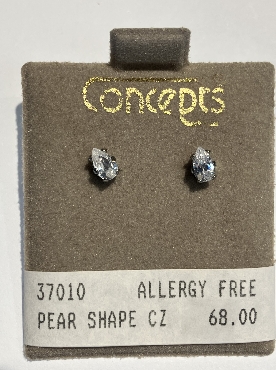 Concepts
37010 ALLERGY FREE
PEAR SHAPE CZ 68.00